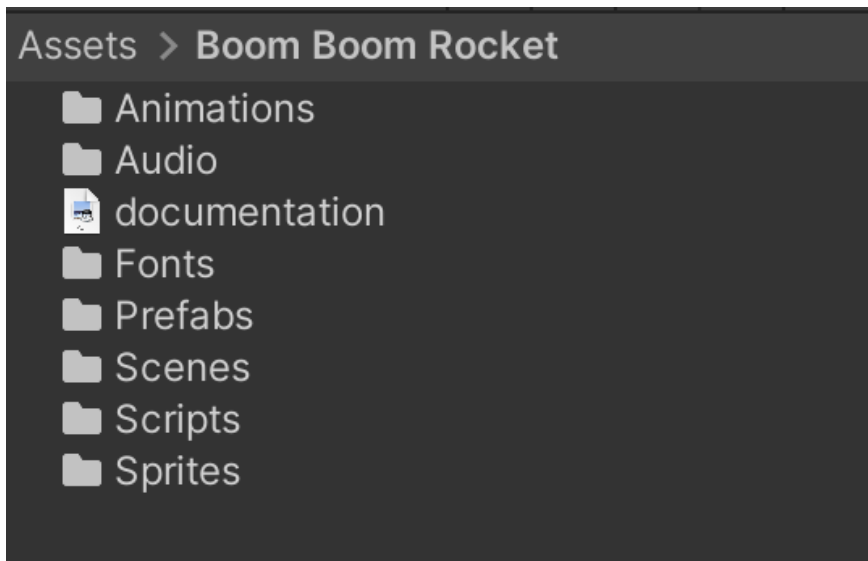 Assets > Boom Boom Rocket
Animations
Audio
documentation
Fonts
Prefabs
Scenes
Scripts
Sprites